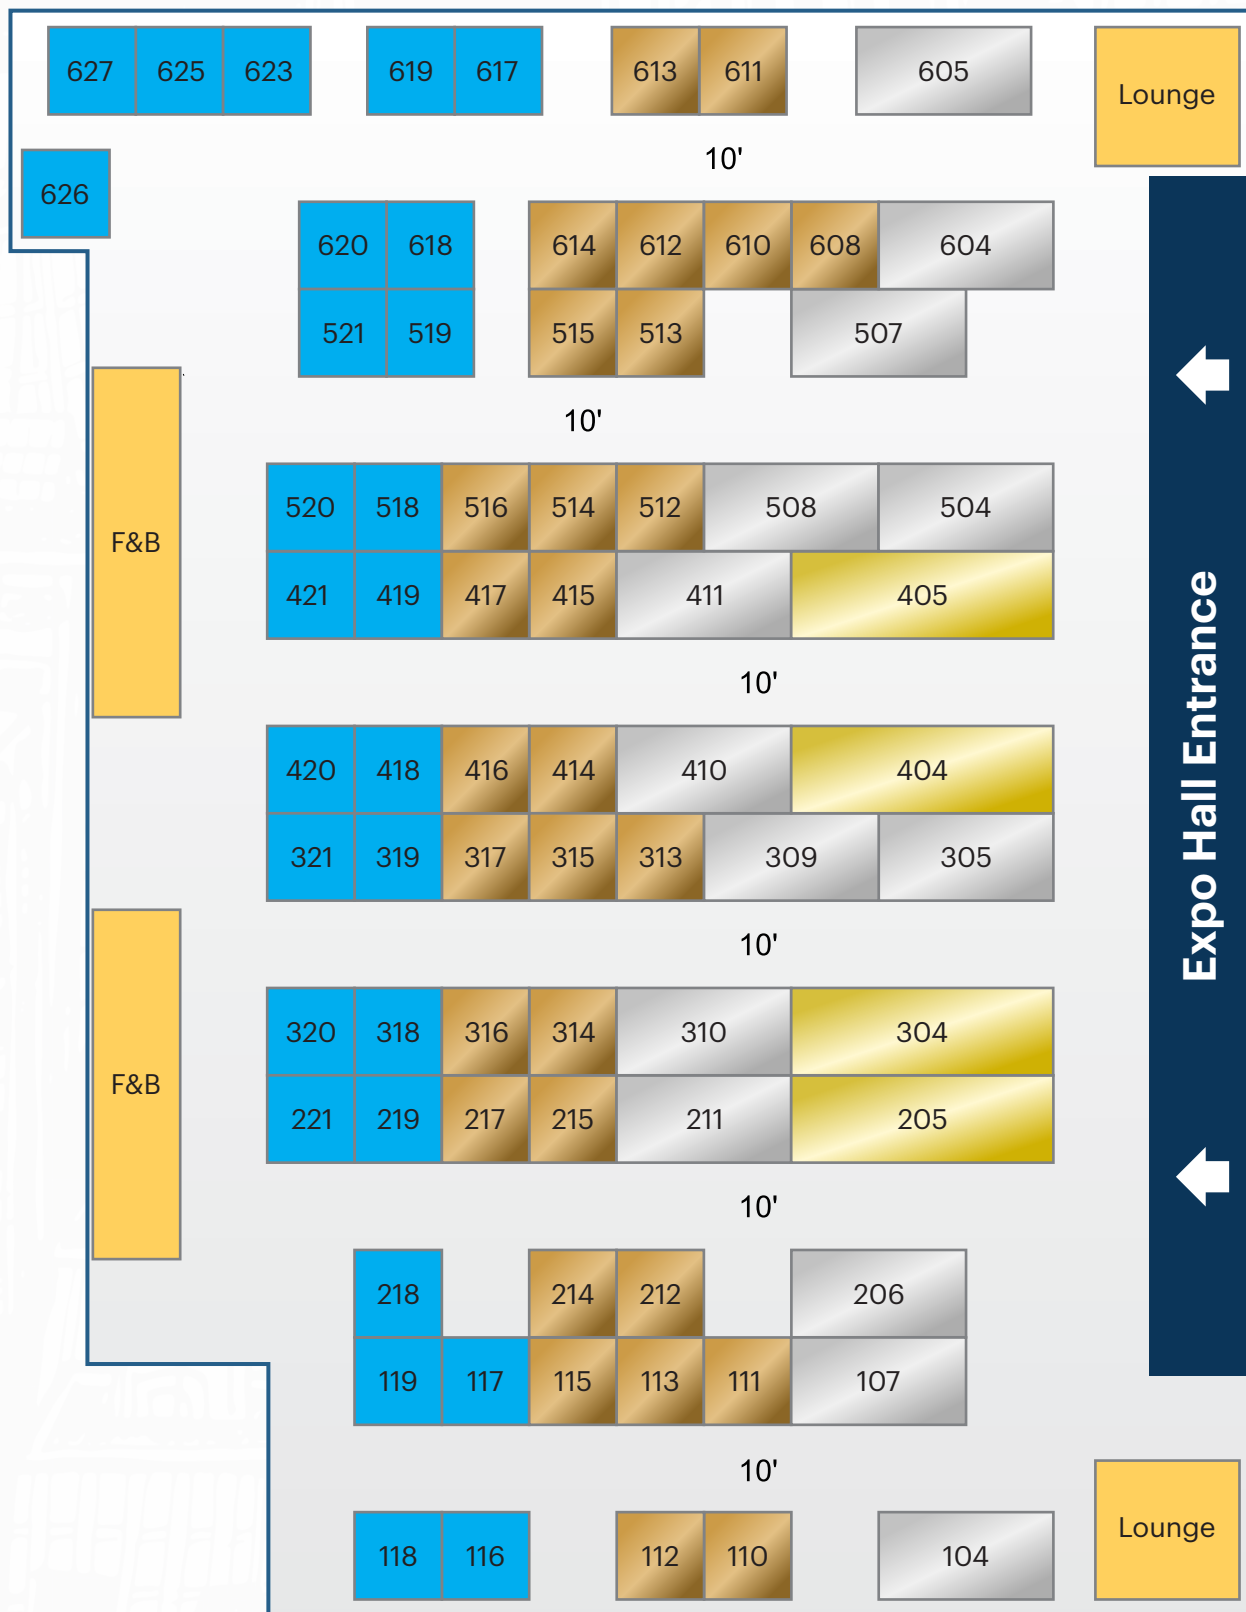 627 625 623 619 617 613 611 605 Lounge
10'
626
620 618 614 612 610 608 604
521 519 515 513 507
10'
F&B
520 518 516 514 512 508 504
421 419 417 415 411 405
10'
Expo Hall Entrance
420 418 416 414 410 404
321 319 317 315 313 309 305
10'
F&B
320 318 316 314 310 304
221 219 217 215 211 205
10'
218 214 212 206
119 117 115 113 111 107
10'
118 116 112 110 104 Lounge